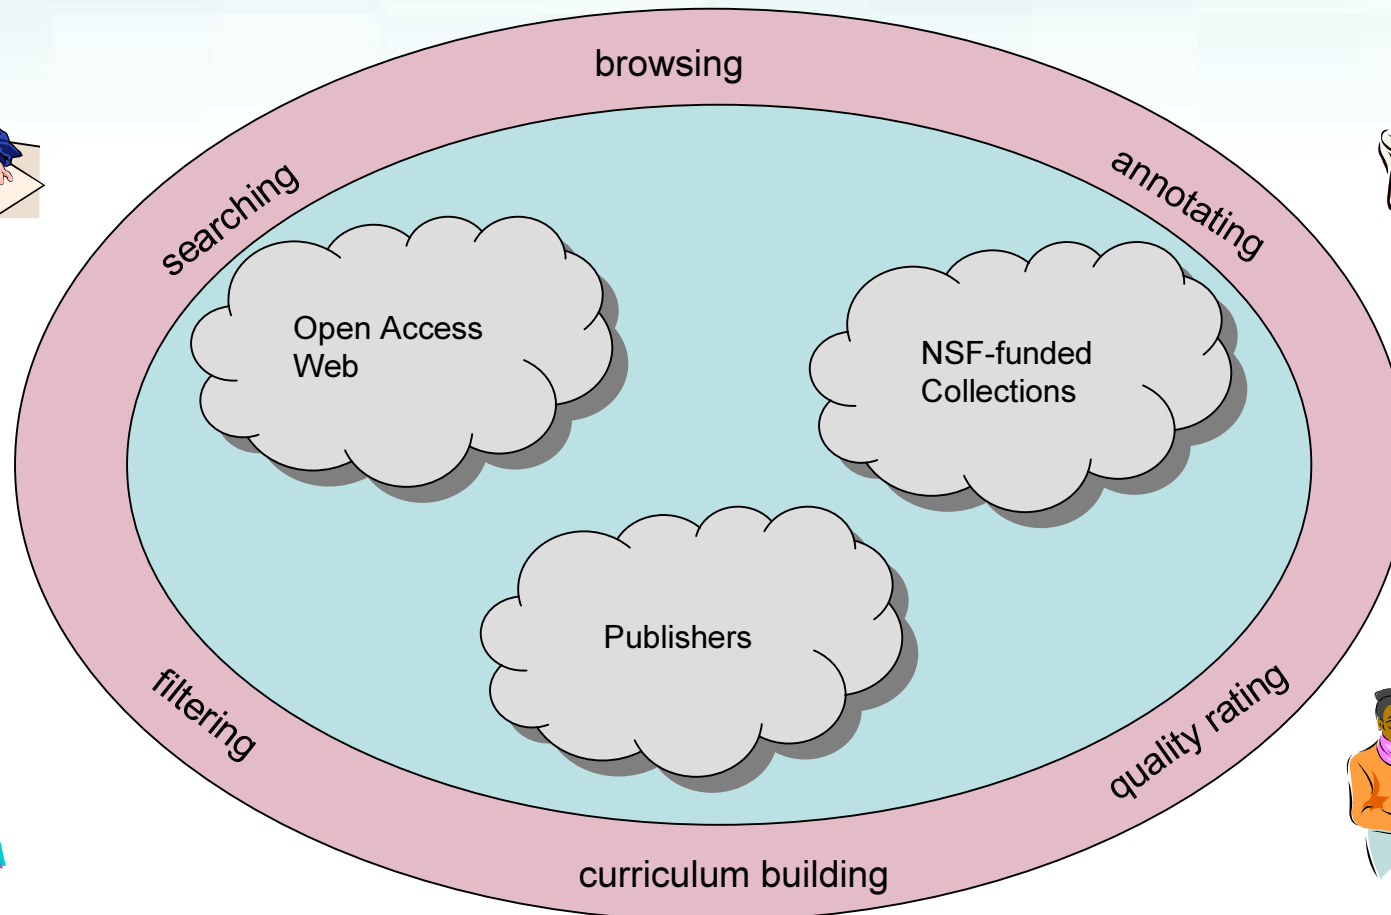 browsing
searching
annotating
Open Access
Web
NSF-funded
Collections
Publishers
filtering
quality rating
curriculum building